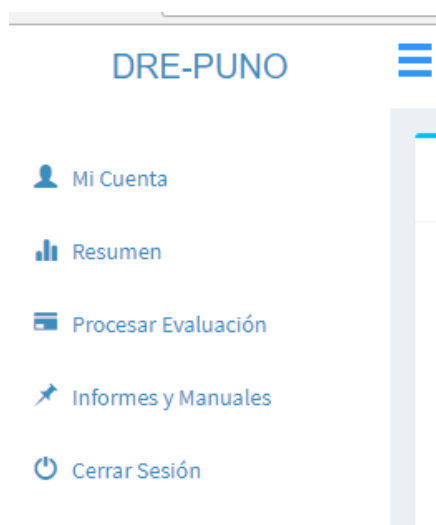 DRE-PUNO
Mi Cuenta
Resumen
Procesar Evaluación
Informes y Manuales
Cerrar Sesión